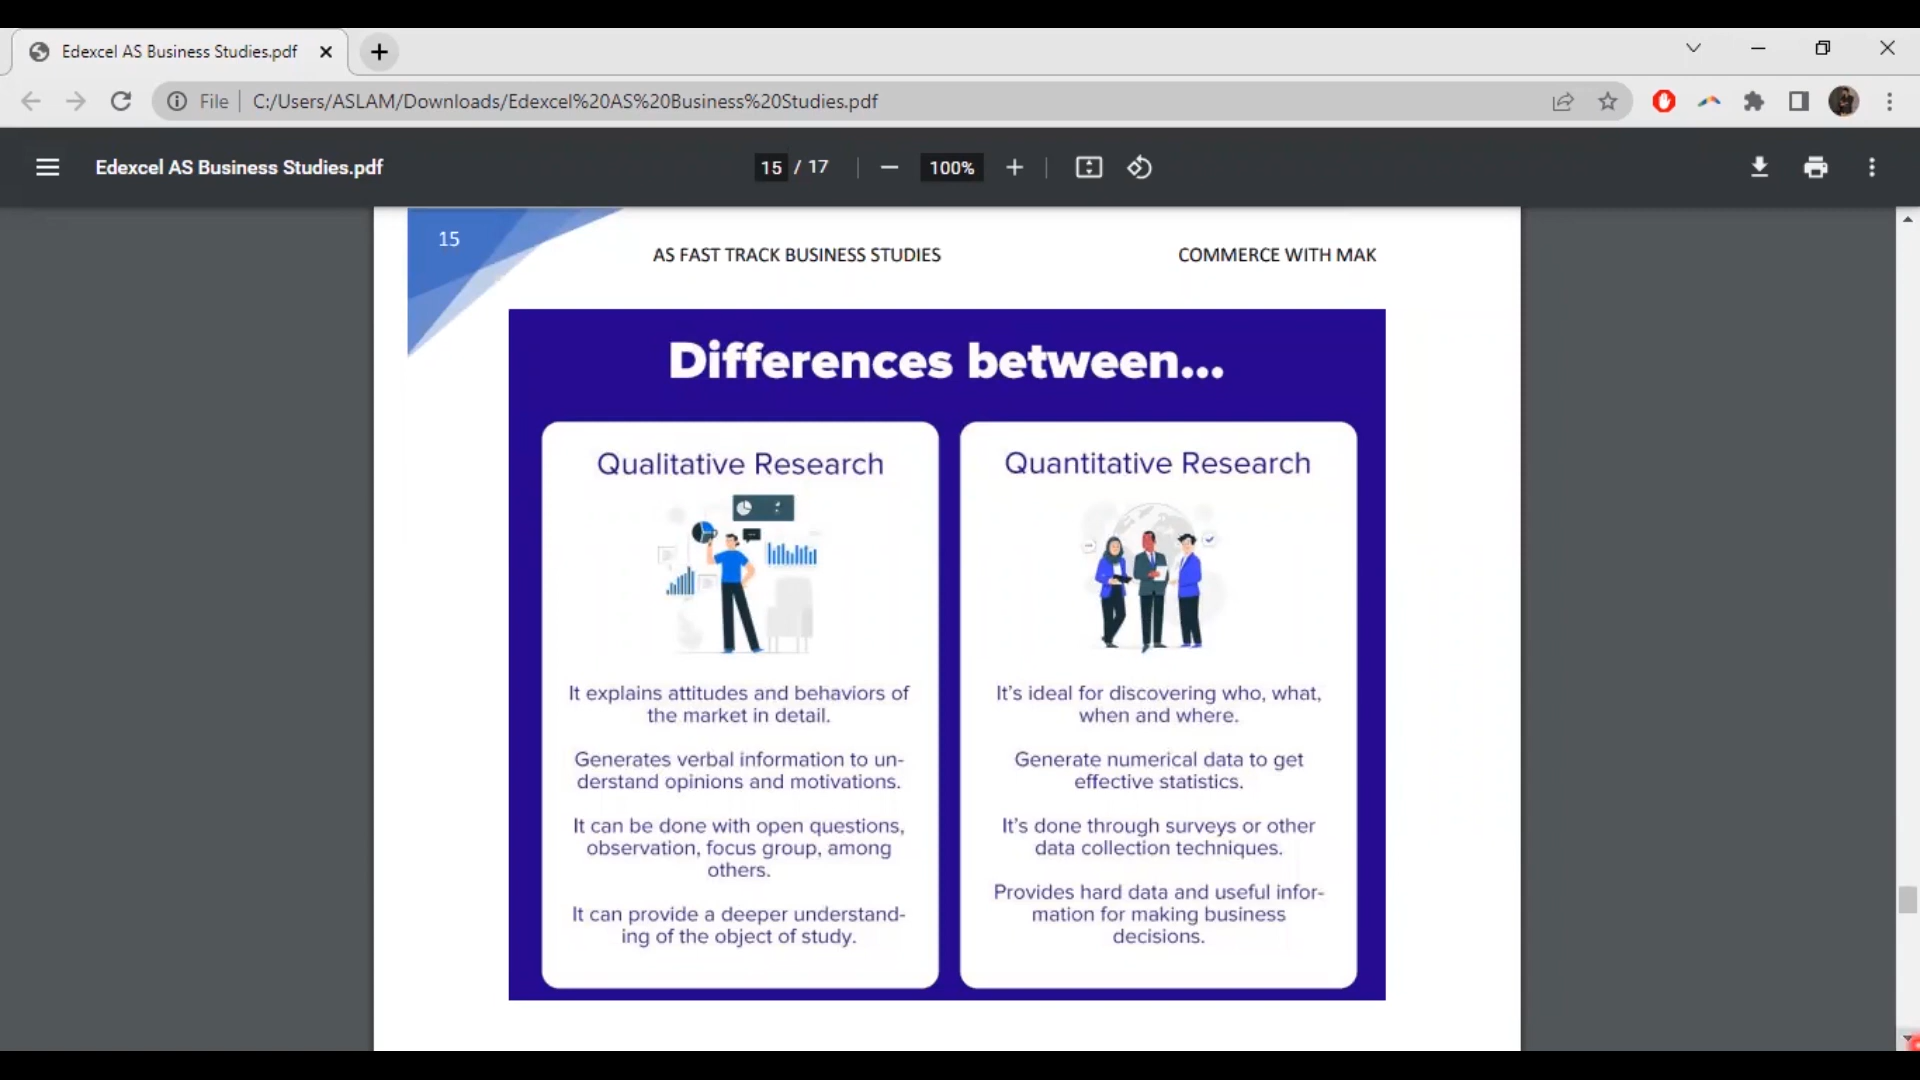 Edexcel AS Business Studies.pdf
File
C:/Users/ASLAM/Downloads/Edexcel%20AS%20Business%20Studies.pdf
Edexcel AS Business Studies.pdf
15 / 17
100%
15
AS FAST TRACK BUSINESS STUDIES
COMMERCE WITH MAK
Differences between...
Qualitative Research
It explains attitudes and behaviors of
the market in detail.
Generates verbal information to un-
derstand opinions and motivations.
It can be done with open questions,
observation, focus group, among
others.
It can provide a deeper understand-
ing of the object of study.
Quantitative Research
It's ideal for discovering who, what,
when and where.
Generate numerical data to get
effective statistics.
It's done through surveys or other
data collection techniques.
Provides hard data and useful infor-
mation for making business
decisions.